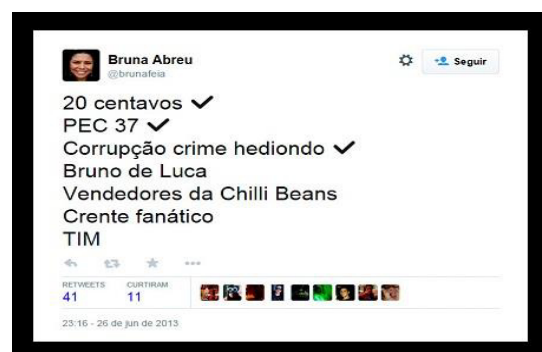 Bruna Abreu
@brunafeia
Seguir
20 centavos ✓
PEC 37 ✓
Corrupção crime hediondo ✓
Bruno de Luca
Vendedores da Chilli Beans
Crente fanático
TIM
RETWEETS CURTIRAM
41 11
23:16 - 26 de jun de 2013